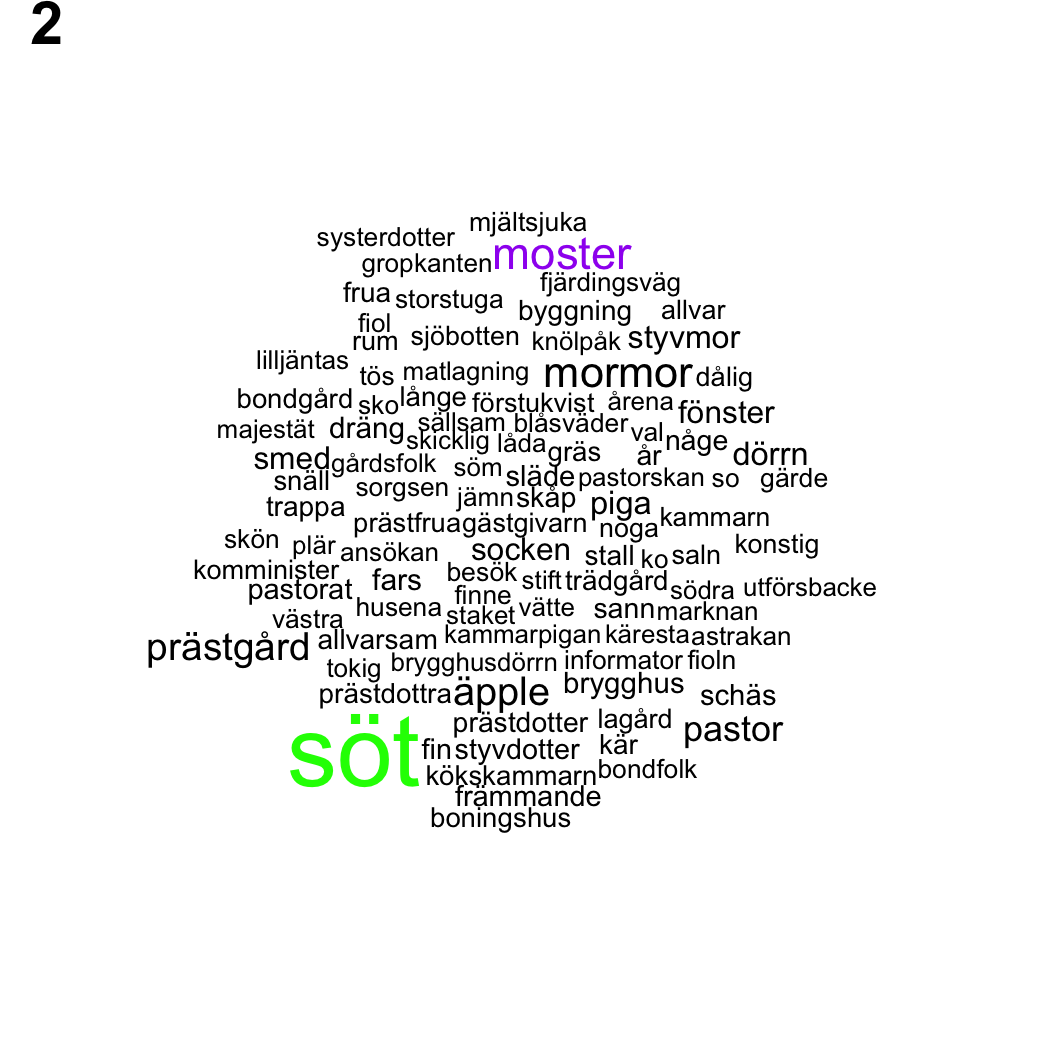 2
mjältsjuka
systerdotter
moster
gropkanten
fjärdingsväg
frua storstuga
byggning allvar
fiol
rum sjöbotten knölpåk styvmor
lilljäntas
tös matlagning mormor dålig
bondgård sko långe förstukvist årena fönster
majestät dräng sällsam blåsväder val någe
skicklig låda gräs år dörrn
smed gårdsfolk söm släde pastorskan so gärde
snäll sorgsen jämn skåp piga
trappa
prästfrua gästgivarn noga kammarn
skön plär ansökan socken stall ko saln konstig
komminister fars besök stift trädgård södra utförsbacke
pastorat finne
västra husena staket vätte sann marknan
prästgård allvarsam kammarpigan käresta astrakan
tokig brygghusdörrn informator fioln
prästdottra äpple brygghus schäs
prästdotter lagård pastor
söt fin styvdotter kär
kökskammarn bondfolk
främmande
boningshus